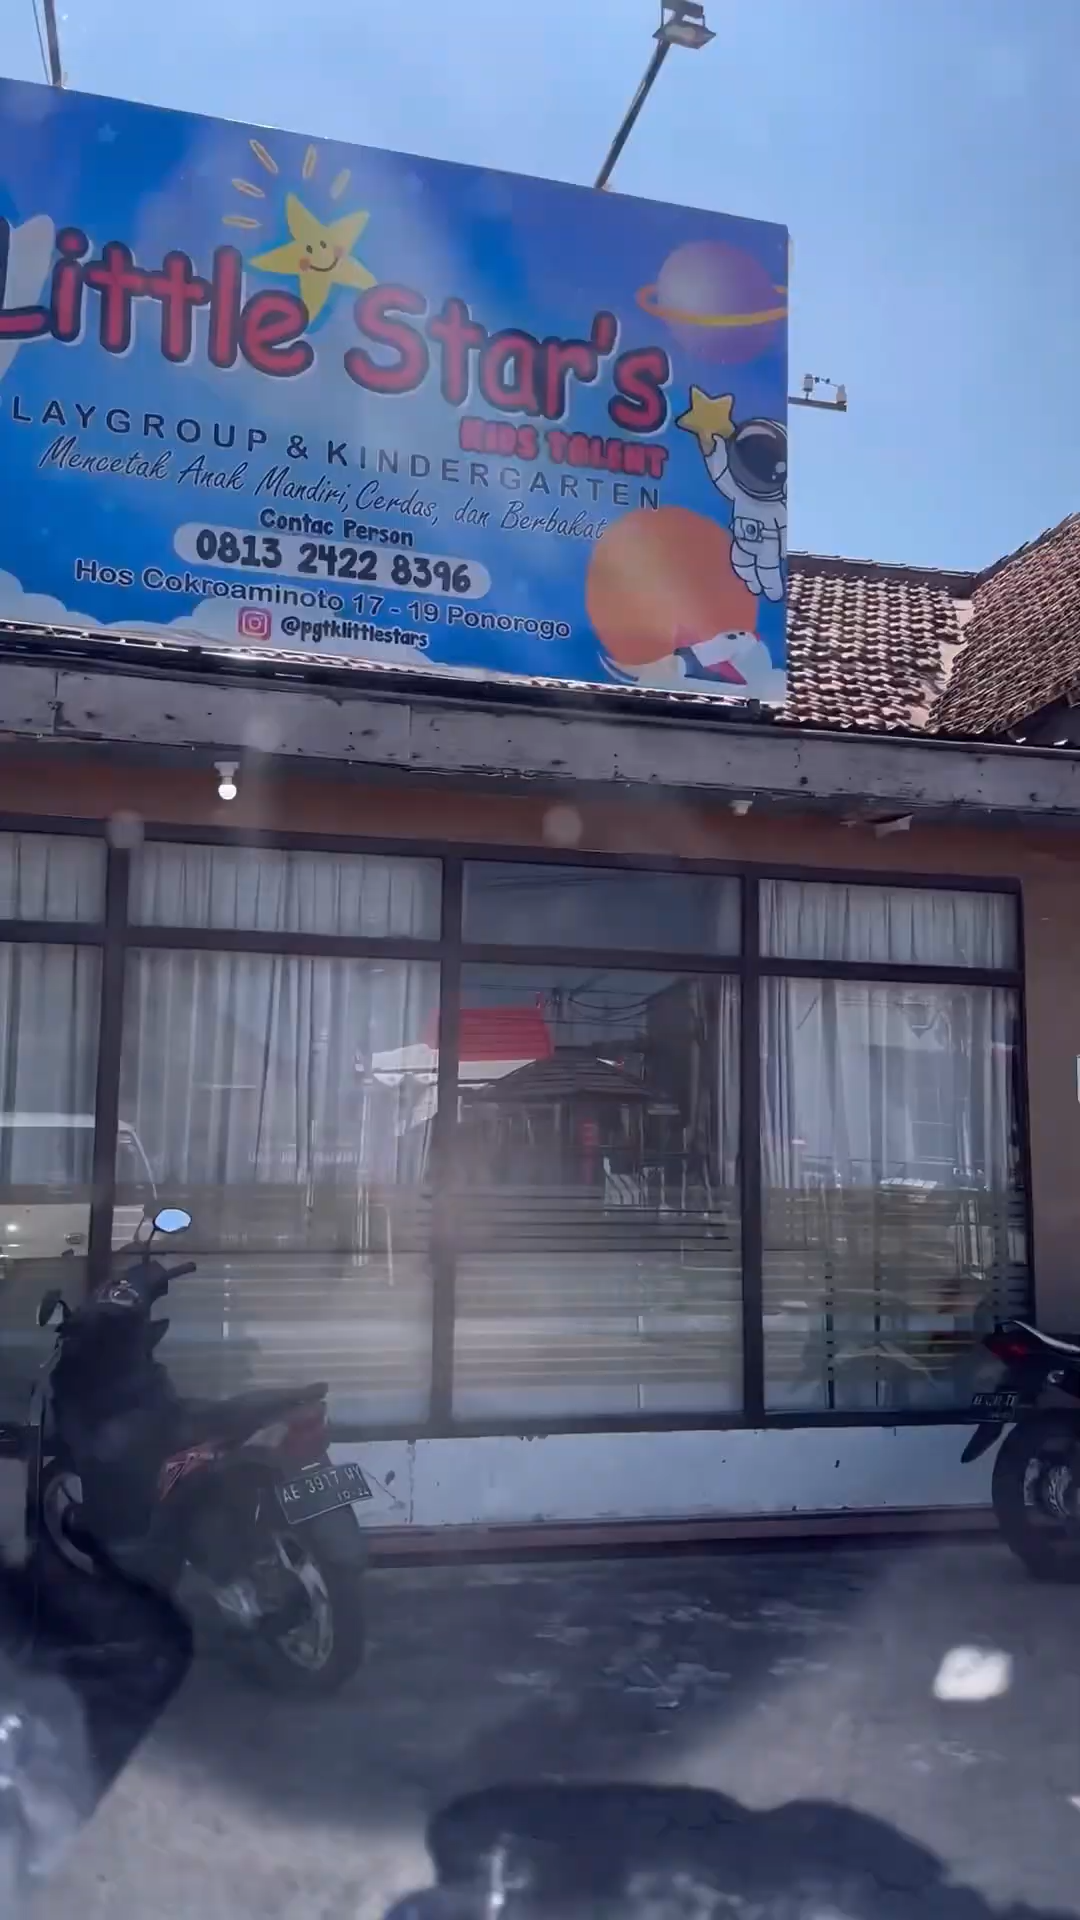 Little Star's
KIDS TALENT
LAYGROUP & KINDERGARTEN
Mencetak Anak Mandiri, Cerdas, dan Berbakat
Contac Person
0813 2422 8396
Hos Cokroaminoto 17 - 19 Ponorogo
@pgtklittlestars
AE 3917 WY